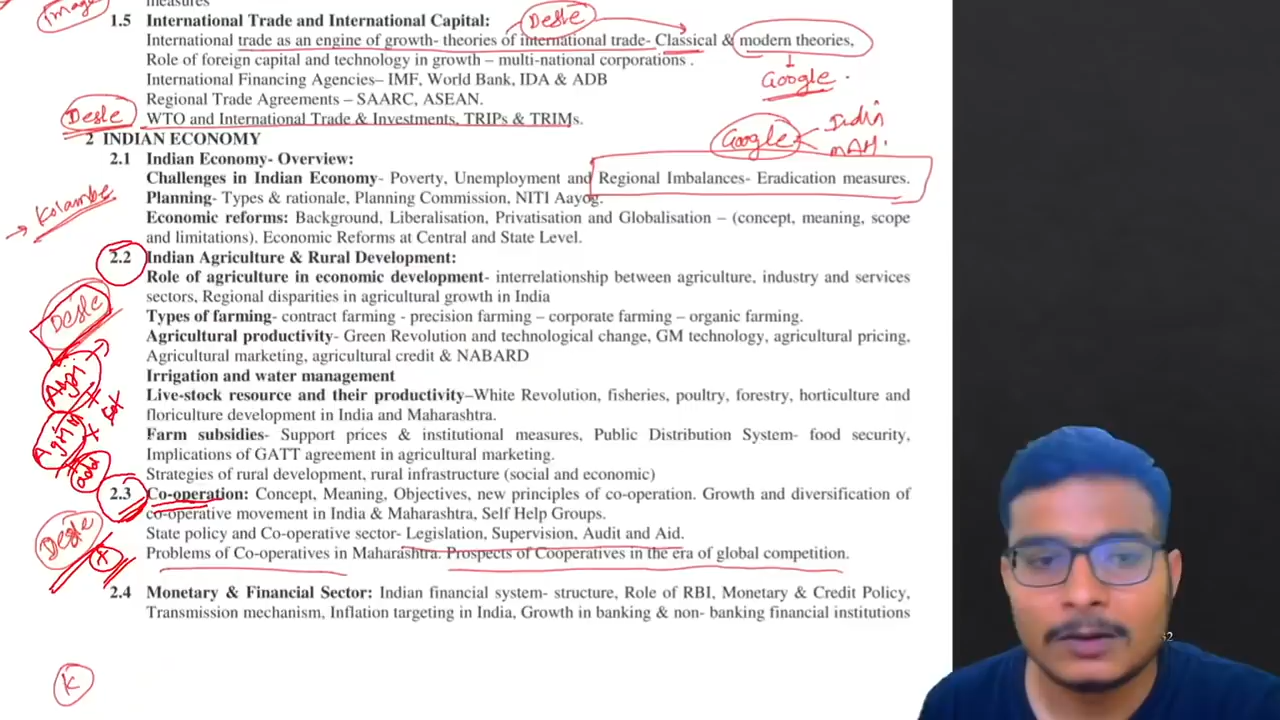 measures
Image
1.5 International Trade and International Capital:
Desle
International trade as an engine of growth- theories of international trade- Classical & modern theories,
Role of foreign capital and technology in growth – multi-national corporations .
Google
International Financing Agencies– IMF, World Bank, IDA & ADB
Regional Trade Agreements – SAARC, ASEAN.
Desle
WTO and International Trade & Investments, TRIPs & TRIMs.
Google
India
MAH.
2 INDIAN ECONOMY
2.1 Indian Economy- Overview:
Challenges in Indian Economy- Poverty, Unemployment and Regional Imbalances- Eradication measures.
Planning- Types & rationale, Planning Commission, NITI Aayog.
Kolambe
Economic reforms: Background, Liberalisation, Privatisation and Globalisation – (concept, meaning, scope
and limitations). Economic Reforms at Central and State Level.
2.2 Indian Agriculture & Rural Development:
Role of agriculture in economic development- interrelationship between agriculture, industry and services
sectors, Regional disparities in agricultural growth in India
Desle
Types of farming- contract farming - precision farming – corporate farming – organic farming.
Agricultural productivity- Green Revolution and technological change, GM technology, agricultural pricing,
Agricultural marketing, agricultural credit & NABARD
Irrigation and water management
Live-stock resource and their productivity–White Revolution, fisheries, poultry, forestry, horticulture and
floriculture development in India and Maharashtra.
Farm subsidies- Support prices & institutional measures, Public Distribution System- food security,
Implications of GATT agreement in agricultural marketing.
Strategies of rural development, rural infrastructure (social and economic)
2.3 Co-operation: Concept, Meaning, Objectives, new principles of co-operation. Growth and diversification of
co-operative movement in India & Maharashtra, Self Help Groups.
Desle
State policy and Co-operative sector- Legislation, Supervision, Audit and Aid.
Problems of Co-operatives in Maharashtra. Prospects of Cooperatives in the era of global competition.
2.4 Monetary & Financial Sector: Indian financial system- structure, Role of RBI, Monetary & Credit Policy,
Transmission mechanism, Inflation targeting in India, Growth in banking & non- banking financial institutions
K